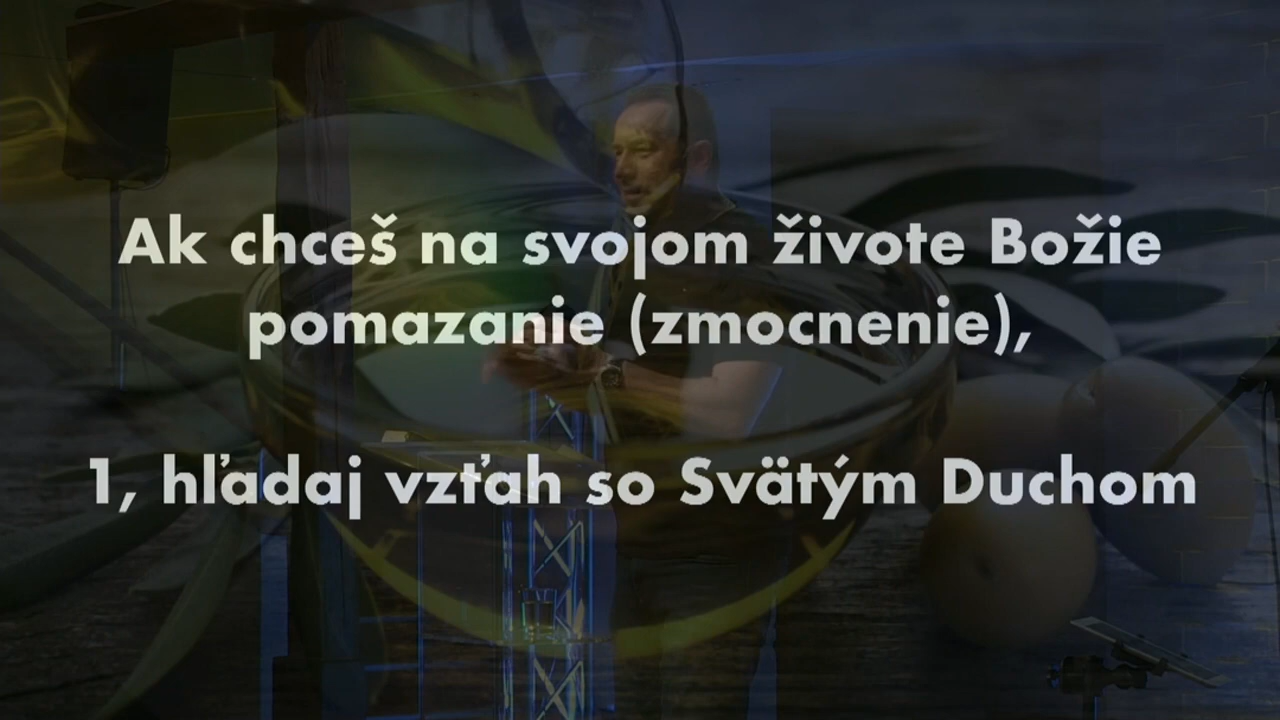 Ak chceš na svojom živote Božie
pomazanie (zmocnenie),
1, hľadaj vzťah so Svätým Duchom